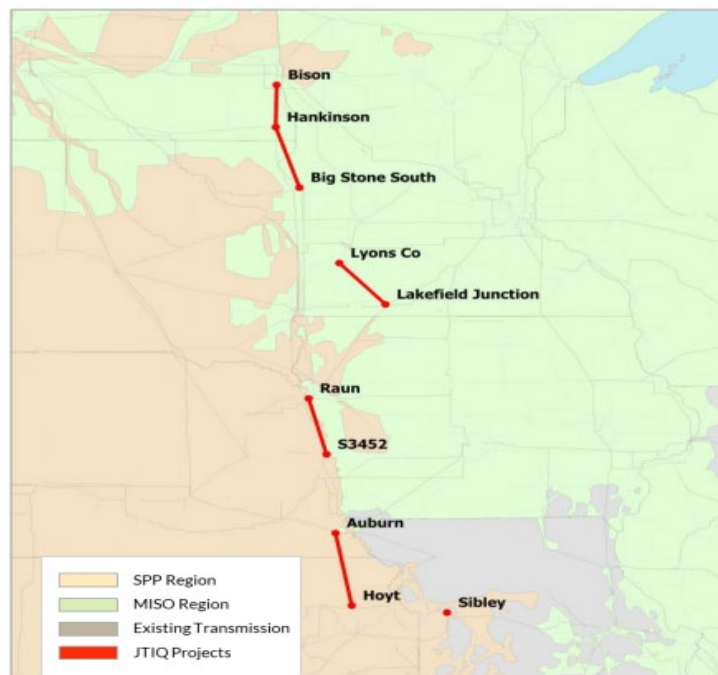 Bison
Hankinson
Big Stone South
Lyons Co
Lakefield Junction
Raun
S3452
Auburn
Hoyt
Sibley
SPP Region
MISO Region
Existing Transmission
JTIQ Projects